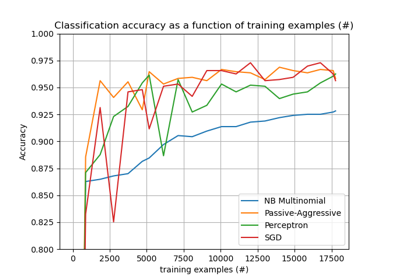 Classification accuracy as a function of training examples (#)
1.000
0.975
0.950
0.925
0.900
0.875
0.850
0.825
0.800
Accuracy
NB Multinomial
Passive-Aggressive
Perceptron
SGD
0 2500 5000 7500 10000 12500 15000 17500
training examples (#)